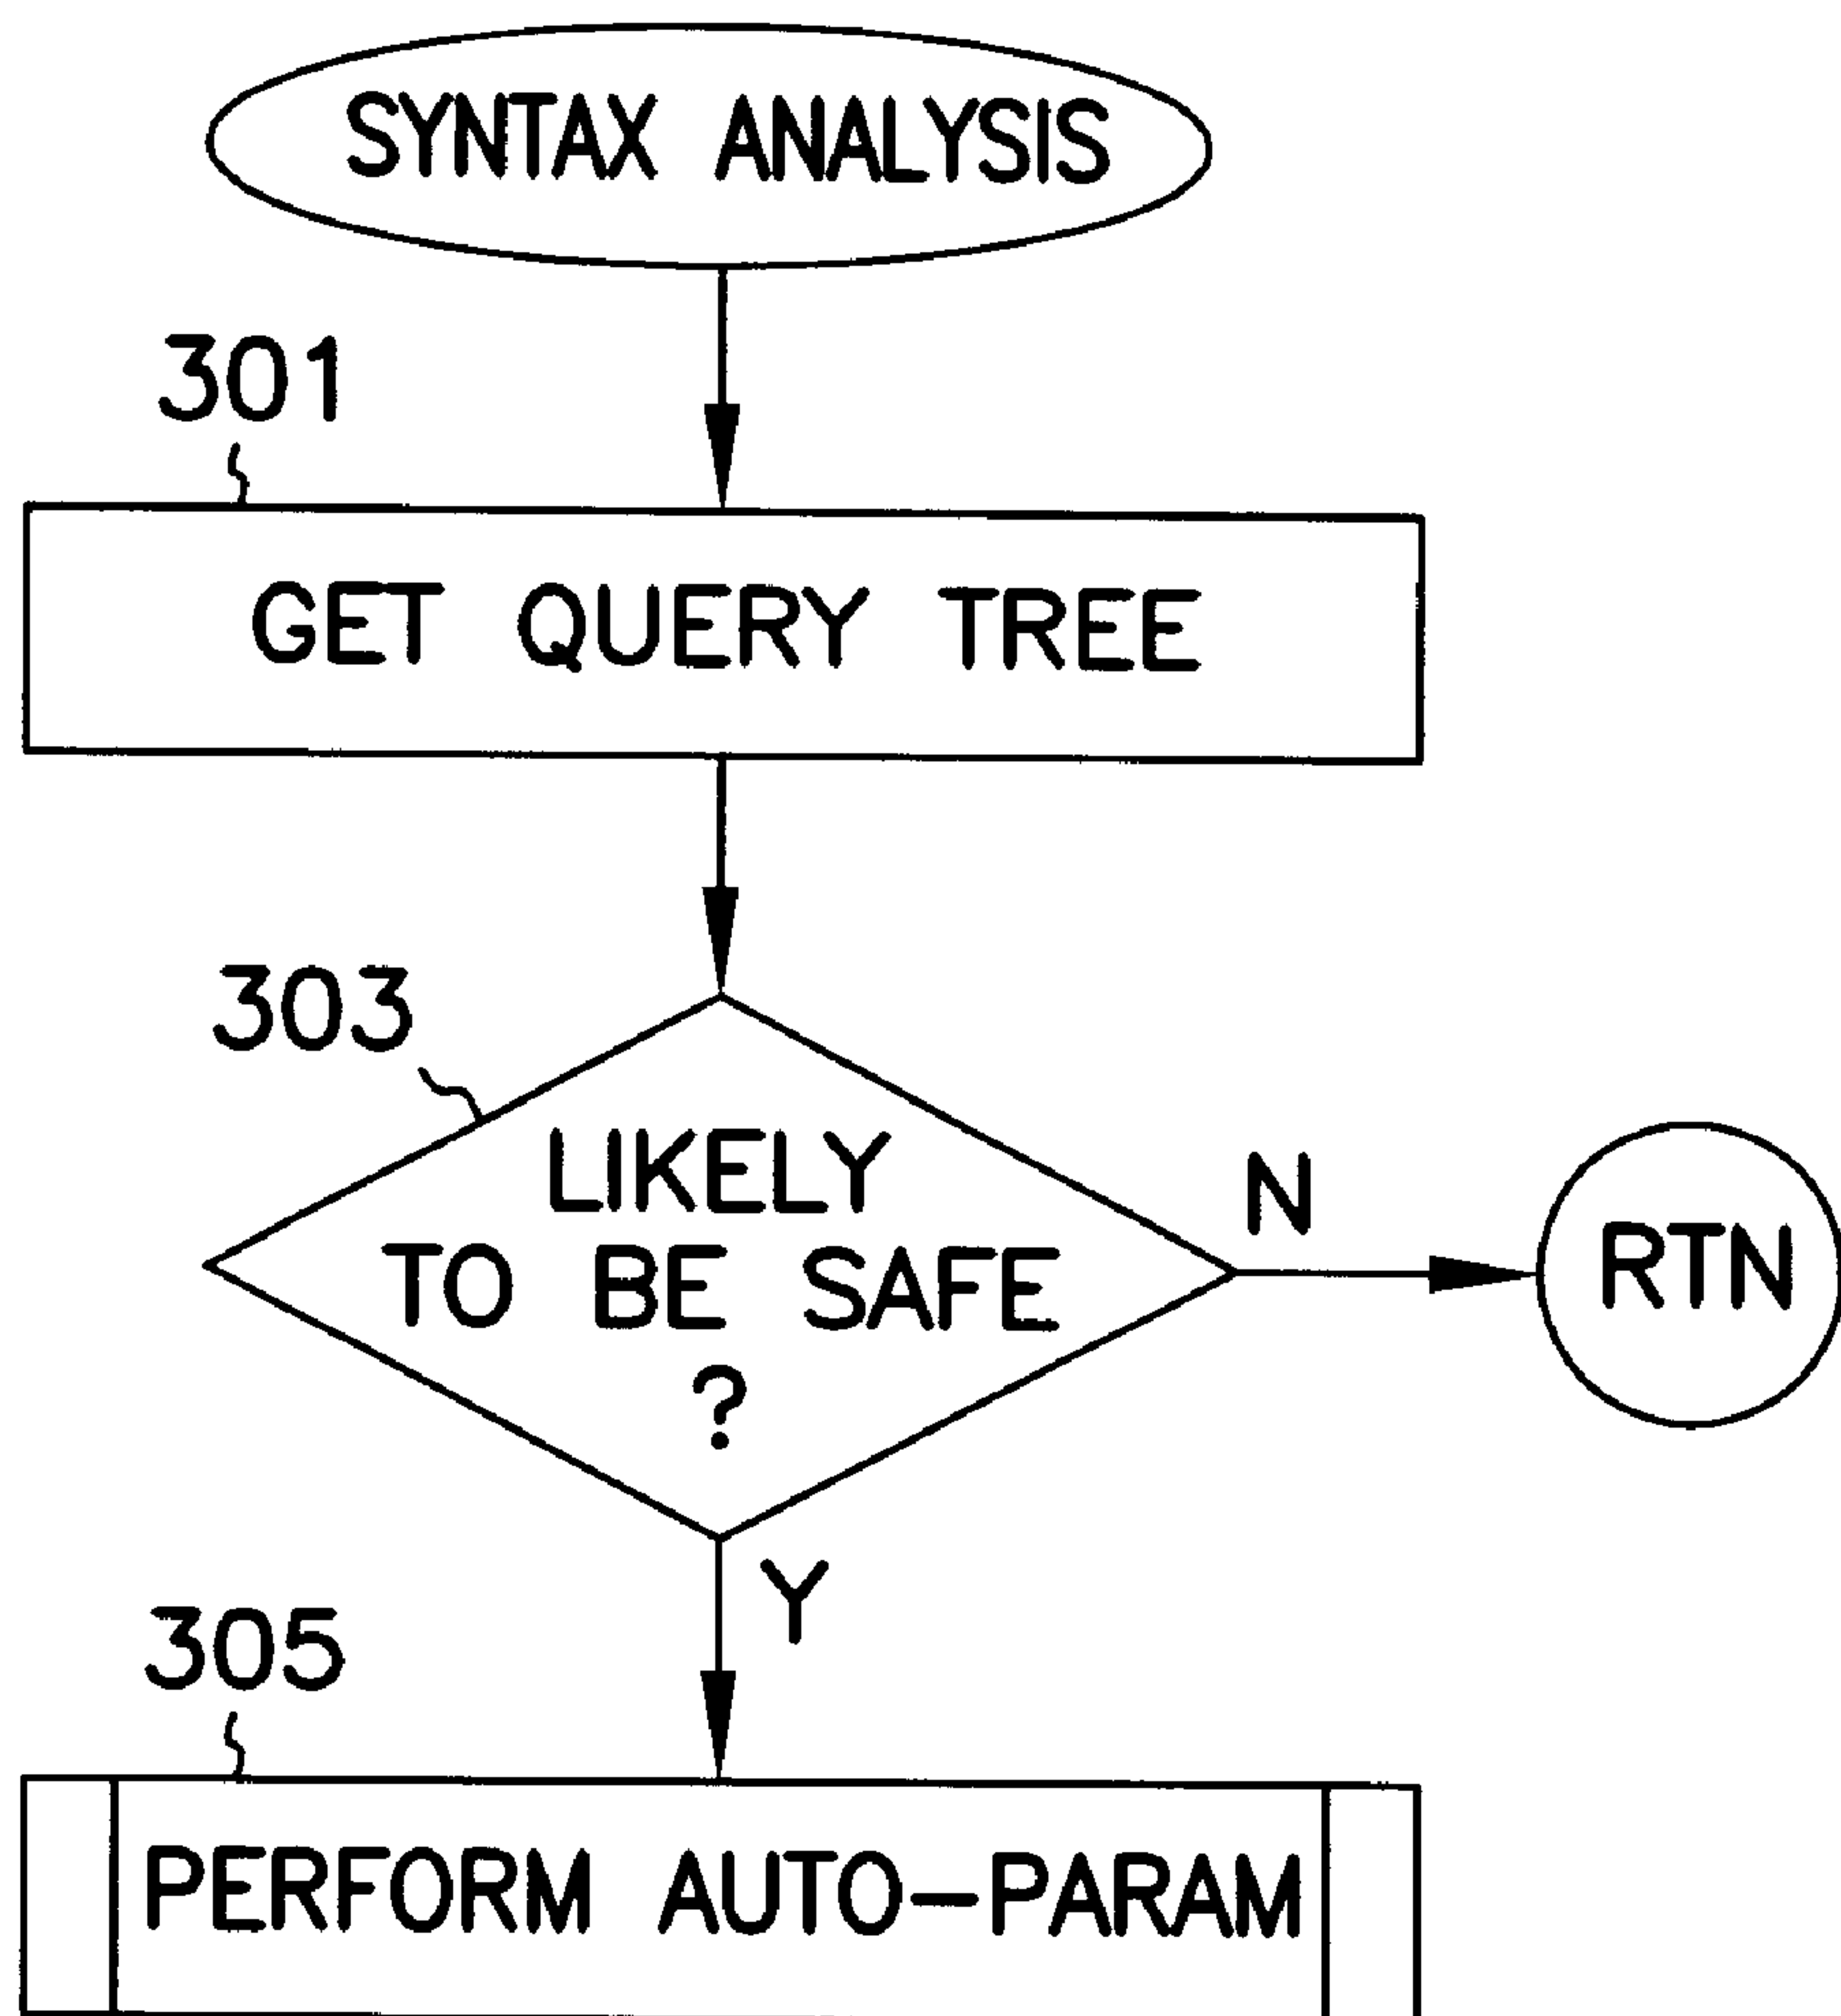 SYNTAX ANALYSIS
301
GET QUERY TREE
303
LIKELY
TO BE SAFE
?
N
RTN
Y
305
PERFORM AUTO-PARAM